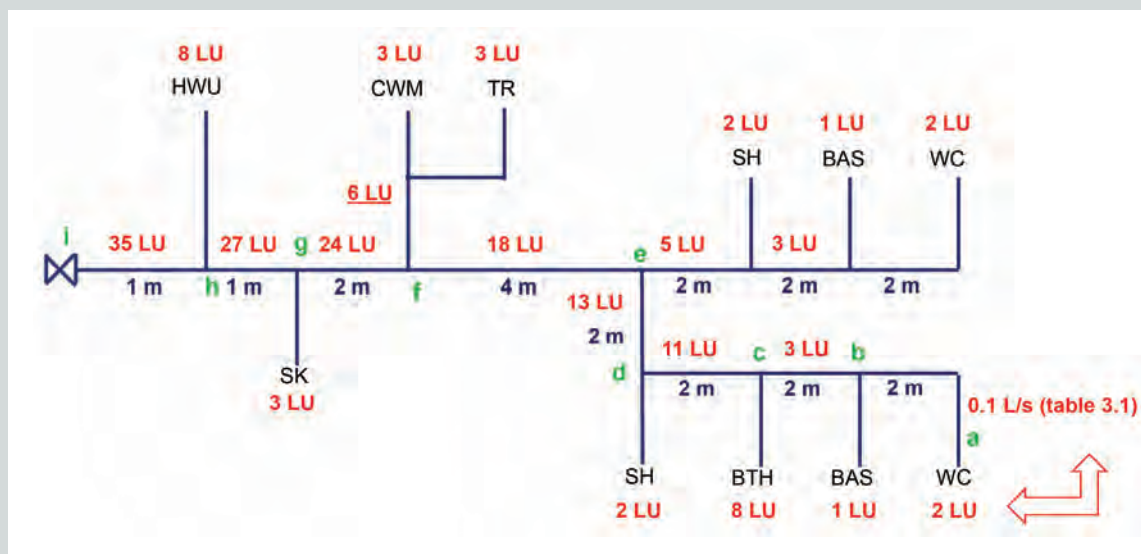 8 LU
HWU
3 LU
CWM
3 LU
TR
2 LU
SH
1 LU
BAS
2 LU
WC
6 LU
i
35 LU
27 LU
g
24 LU
18 LU
e
5 LU
3 LU
1 m
h
1 m
2 m
f
4 m
2 m
2 m
2 m
13 LU
2 m
SK
3 LU
d
11 LU
c
3 LU
b
2 m
2 m
2 m
0.1 L/s (table 3.1)
a
SH
2 LU
BTH
8 LU
BAS
1 LU
WC
2 LU